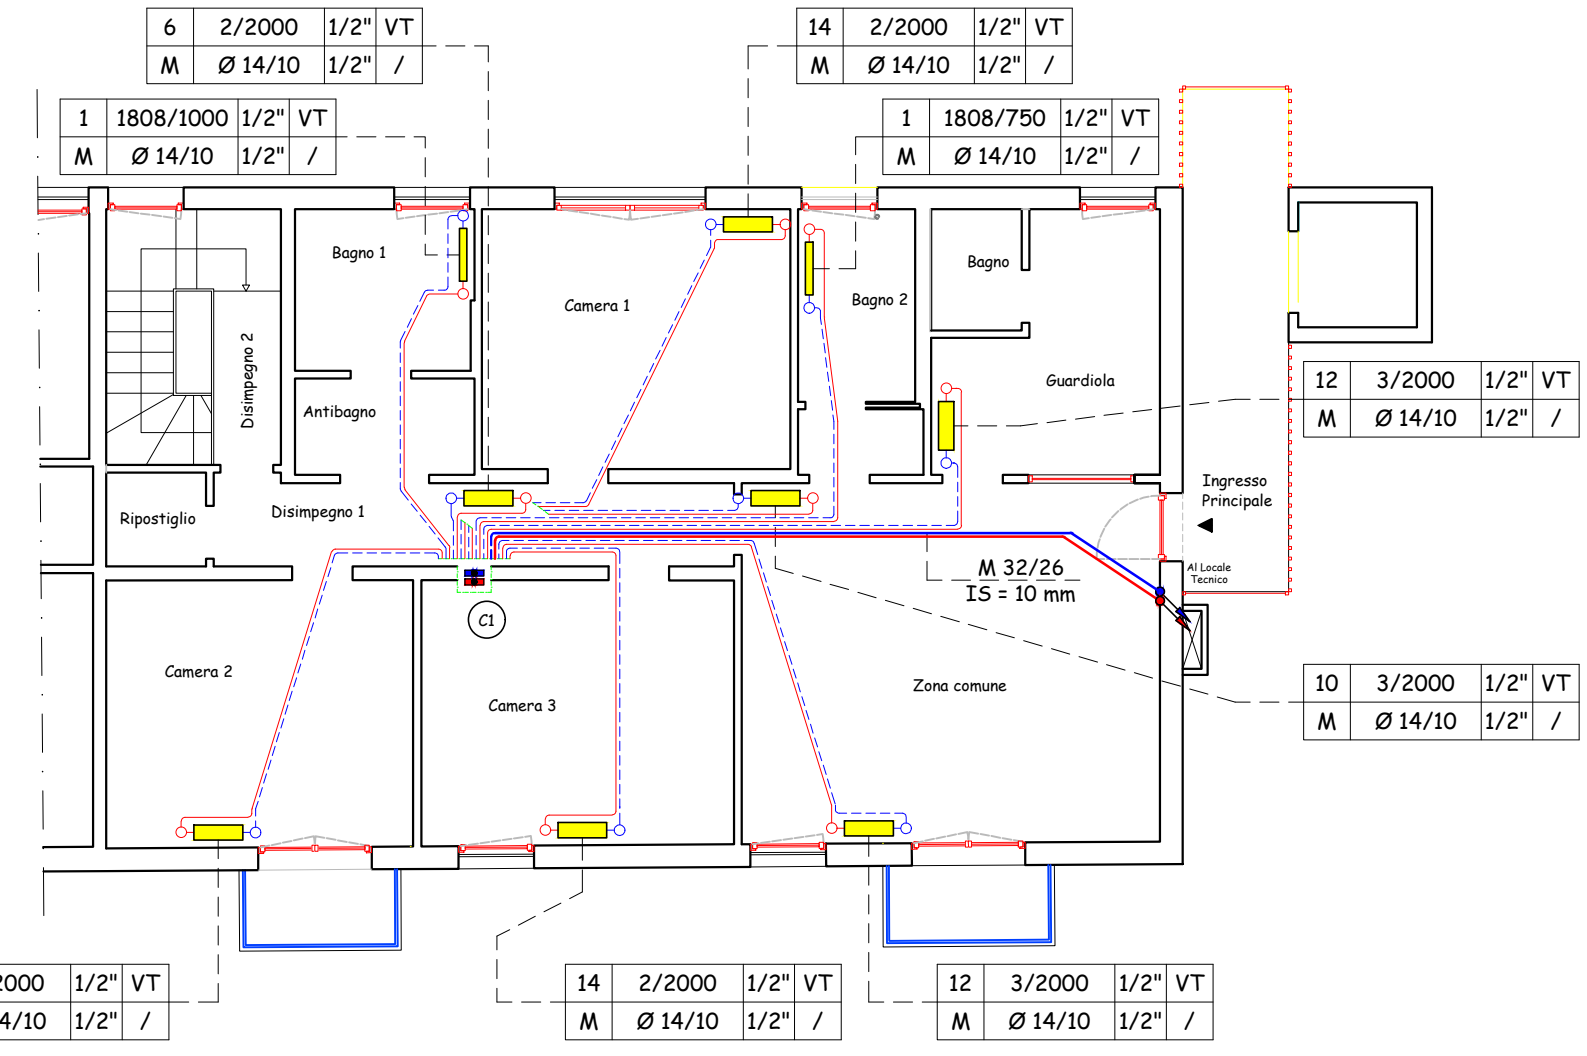 6 2/2000 1/2" VT
M Ø 14/10 1/2" /
14 2/2000 1/2" VT
M Ø 14/10 1/2" /
1 1808/1000 1/2" VT
M Ø 14/10 1/2" /
1 1808/750 1/2" VT
M Ø 14/10 1/2" /
Bagno 1
Camera 1
Bagno 2
Bagno
Guardiola
Disimpegno 2
Antibagno
12 3/2000 1/2" VT
M Ø 14/10 1/2" /
Ripostiglio
Disimpegno 1
Ingresso
Principale
Al Locale
Tecnico
M 32/26
IS = 10 mm
C1
Camera 2
Camera 3
Zona comune
10 3/2000 1/2" VT
M Ø 14/10 1/2" /
2000 1/2" VT
4/10 1/2" /
14 2/2000 1/2" VT
M Ø 14/10 1/2" /
12 3/2000 1/2" VT
M Ø 14/10 1/2" /